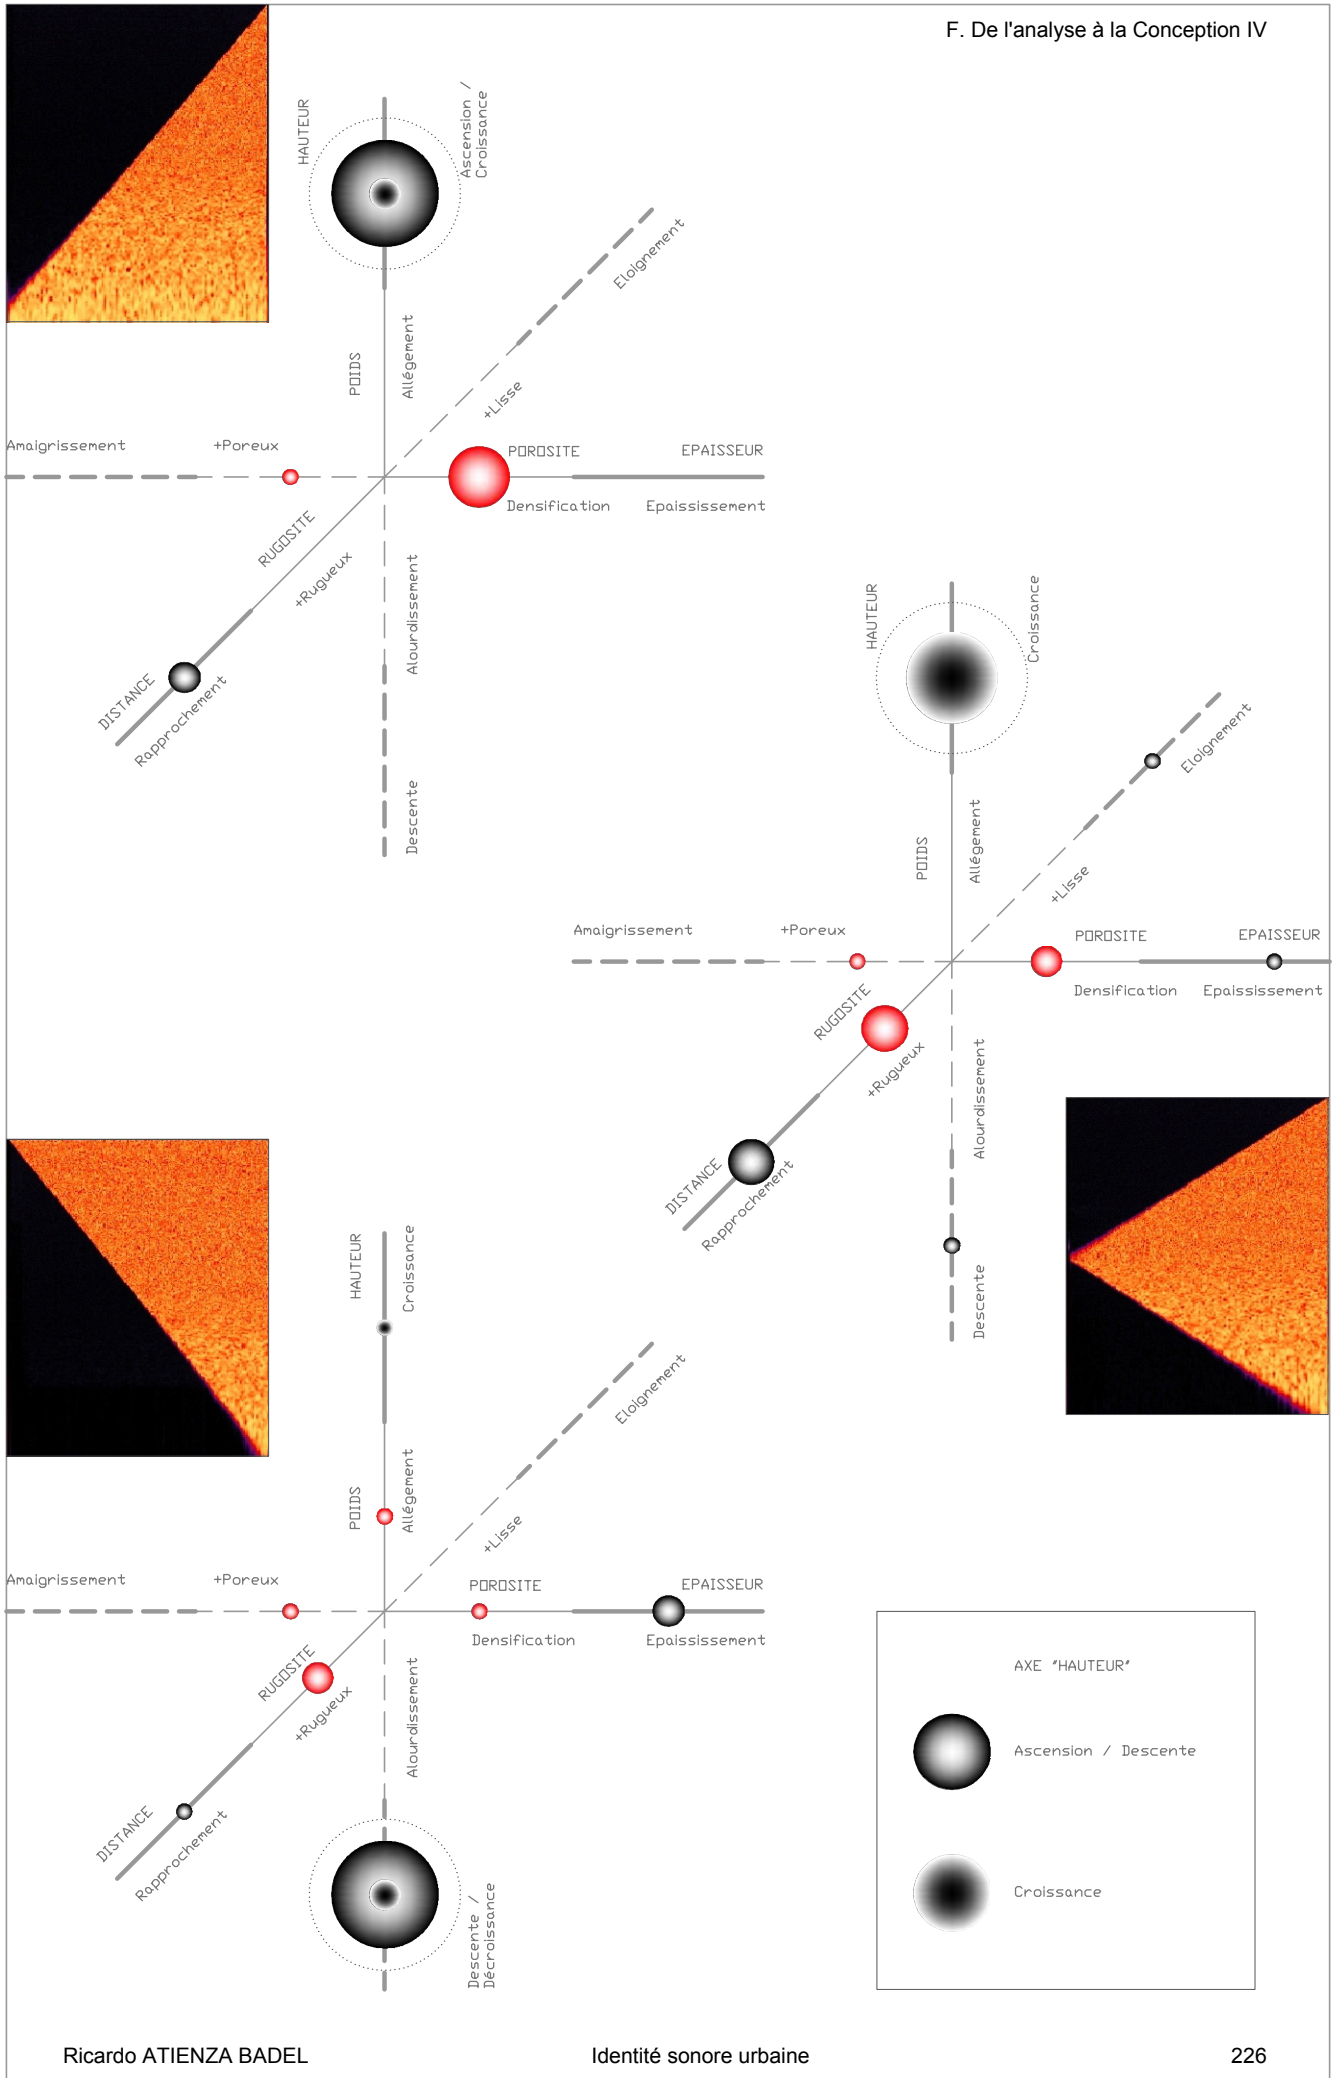 F. De l'analyse à la Conception IV
HAUTEUR
Ascension /
Croissance
Eloignement
POIDS
Allégement
+Lisse
Amaigrissement
+Poreux
POROSITE
EPAISSEUR
Densification
Epaississement
RUGOSITE
+Rugueux
Alourdissement
DISTANCE
Rapprochement
Descente
HAUTEUR
Croissance
Eloignement
POIDS
Allégement
+Lisse
Amaigrissement
+Poreux
POROSITE
EPAISSEUR
Densification
Epaississement
RUGOSITE
+Rugueux
Alourdissement
DISTANCE
Rapprochement
Descente
HAUTEUR
Croissance
Eloignement
POIDS
Allégement
+Lisse
Amaigrissement
+Poreux
POROSITE
EPAISSEUR
Densification
Epaississement
RUGOSITE
+Rugueux
Alourdissement
DISTANCE
Rapprochement
Descente /
Décroissance
AXE "HAUTEUR"
Ascension / Descente
Croissance
Ricardo ATIENZA BADEL
Identité sonore urbaine
226